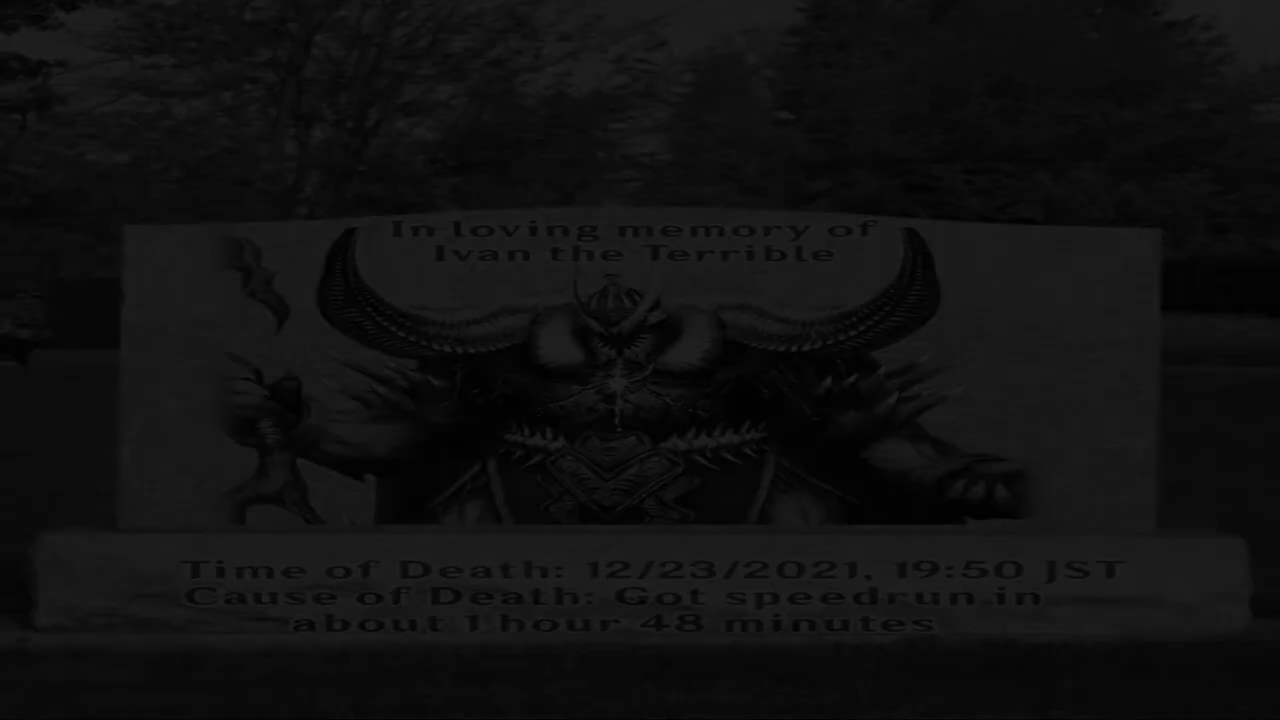 In loving memory of
Ivan the Terrible
Time of Death: 12/23/2021, 19:50 JST
Cause of Death: Got speedrun in
about 1 hour 48 minutes